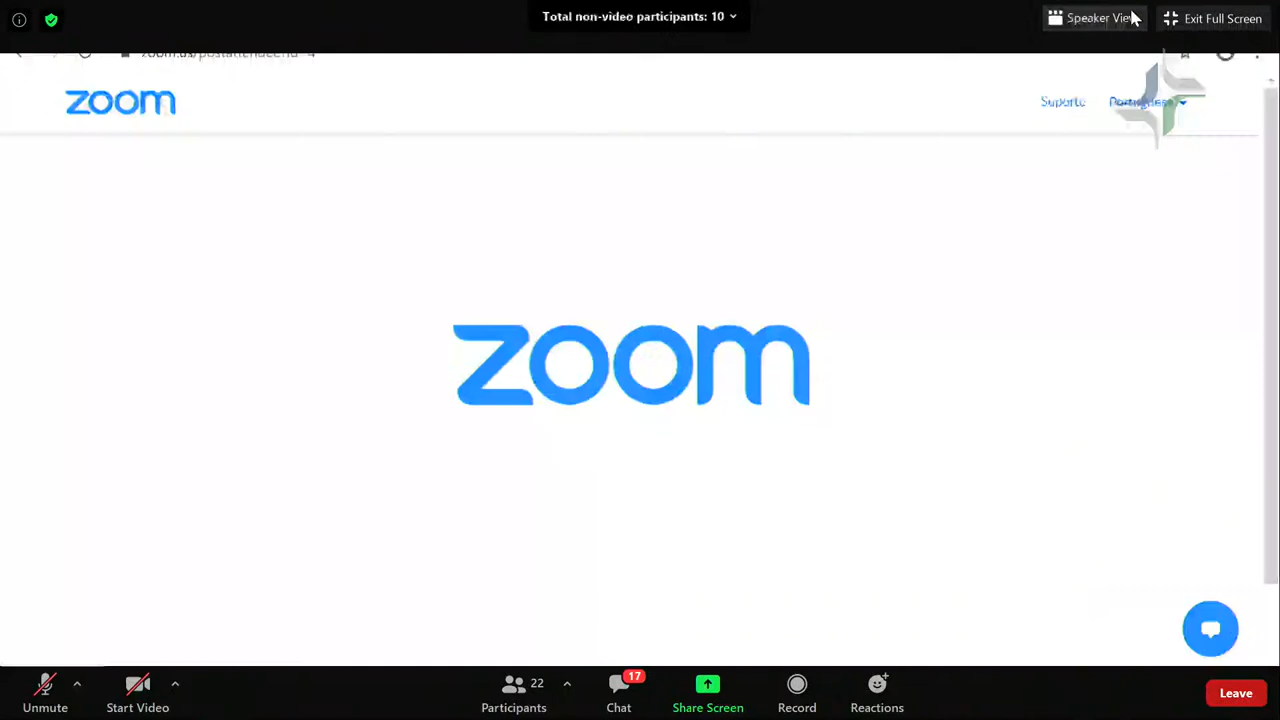 Total non-video participants: 10
Speaker View
Exit Full Screen
zoom
Suporte
Português
zoom
Unmute
Start Video
22
Participants
17
Chat
Share Screen
Record
Reactions
Leave